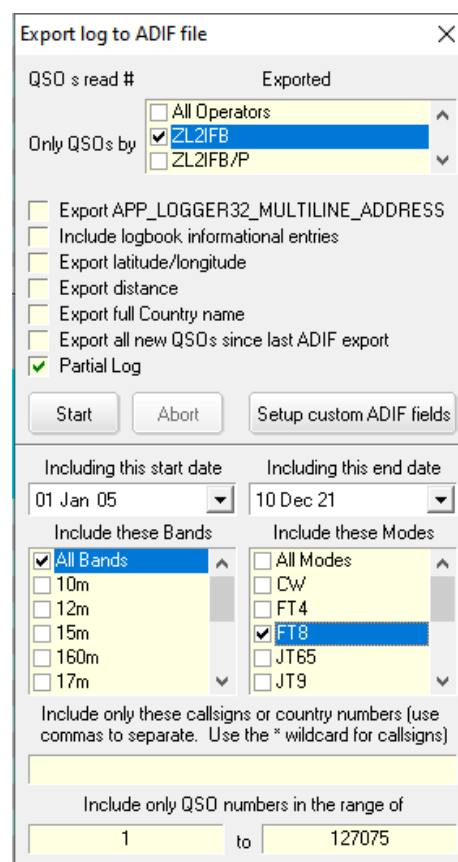 Export log to ADIF file
QSO s read # Exported
All Operators
Only QSOs by ZL2IFB
ZL2IFB/P
Export APP_LOGGER32_MULTILINE_ADDRESS
Include logbook informational entries
Export latitude/longitude
Export distance
Export full Country name
Export all new QSOs since last ADIF export
Partial Log
Start Abort Setup custom ADIF fields
Including this start date Including this end date
01 Jan 05 10 Dec 21
Include these Bands Include these Modes
All Bands All Modes
10m CW
12m FT4
15m FT8
160m JT65
17m JT9
Include only these callsigns or country numbers (use
commas to separate. Use the * wildcard for callsigns)
Include only QSO numbers in the range of
1 to 127075